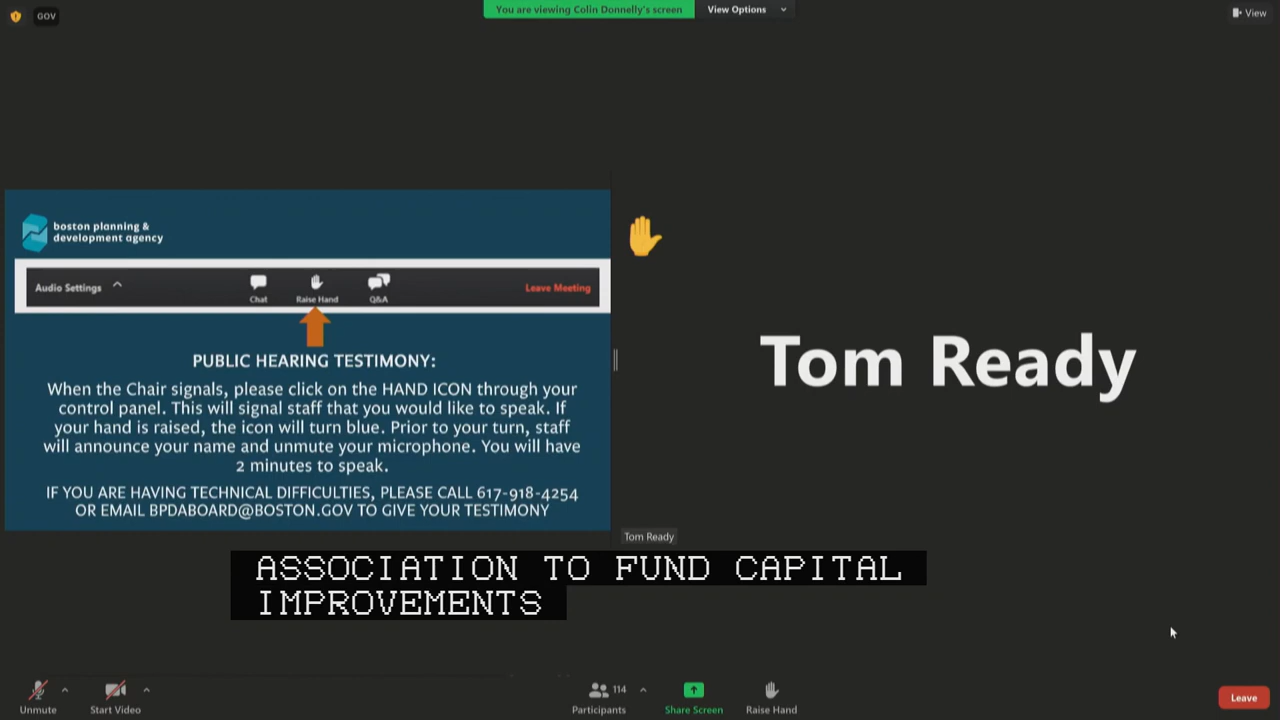 GOV
You are viewing Colin Donnelly's screen
View Options
View
boston planning &
development agency
Audio Settings
Chat
Raise Hand
Q&A
Leave Meeting
PUBLIC HEARING TESTIMONY:
When the Chair signals, please click on the HAND ICON through your
control panel. This will signal staff that you would like to speak. If
your hand is raised, the icon will turn blue. Prior to your turn, staff
will announce your name and unmute your microphone. You will have
2 minutes to speak.
IF YOU ARE HAVING TECHNICAL DIFFICULTIES, PLEASE CALL 617-918-4254
OR EMAIL BPDABOARD@BOSTON.GOV TO GIVE YOUR TESTIMONY
Tom Ready
Tom Ready
ASSOCIATION TO FUND CAPITAL
IMPROVEMENTS
Unmute
Start Video
114
Participants
Share Screen
Raise Hand
Leave